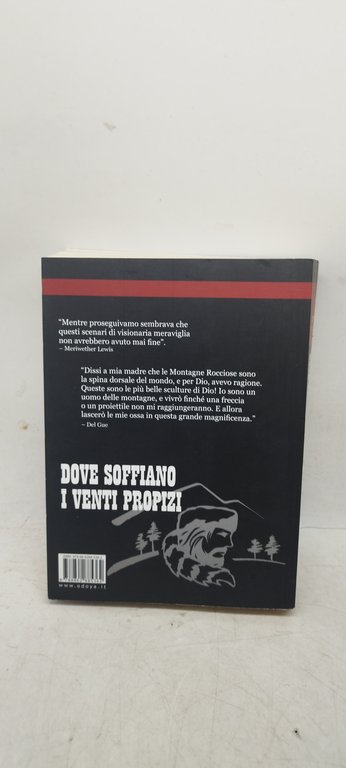 "Mentre proseguivamo sembrava che
questi scenari di visionaria meraviglia
non avrebbero avuto mai fine".
– Meriwether Lewis
"Dissi a mia madre che le Montagne Rocciose sono
la spina dorsale del mondo, e per Dio, avevo ragione.
Queste sono le più belle sculture di Dio! Io sono un
uomo delle montagne, e vivrò finché una freccia
o un proiettile non mi raggiungeranno. E allora
lascerò le mie ossa in questa grande magnificenza."
– Del Gue
DOVE SOFFIANO
I VENTI PROPIZI
www.odoya.it